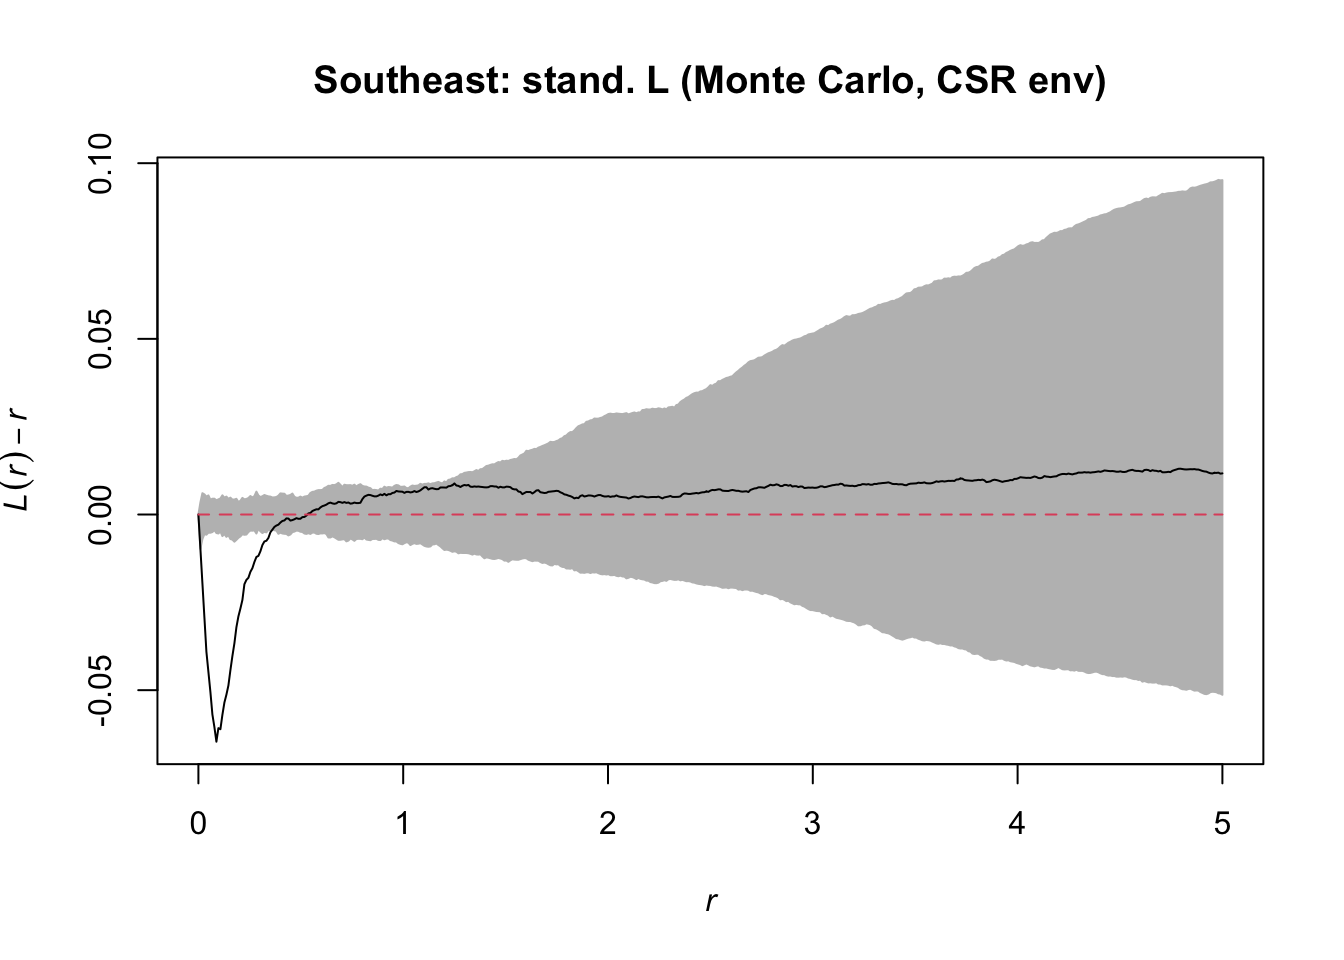 Southeast: stand. L (Monte Carlo, CSR env)
0.10
0.05
0.00
-0.05
L(r) − r
0 1 2 3 4 5
r